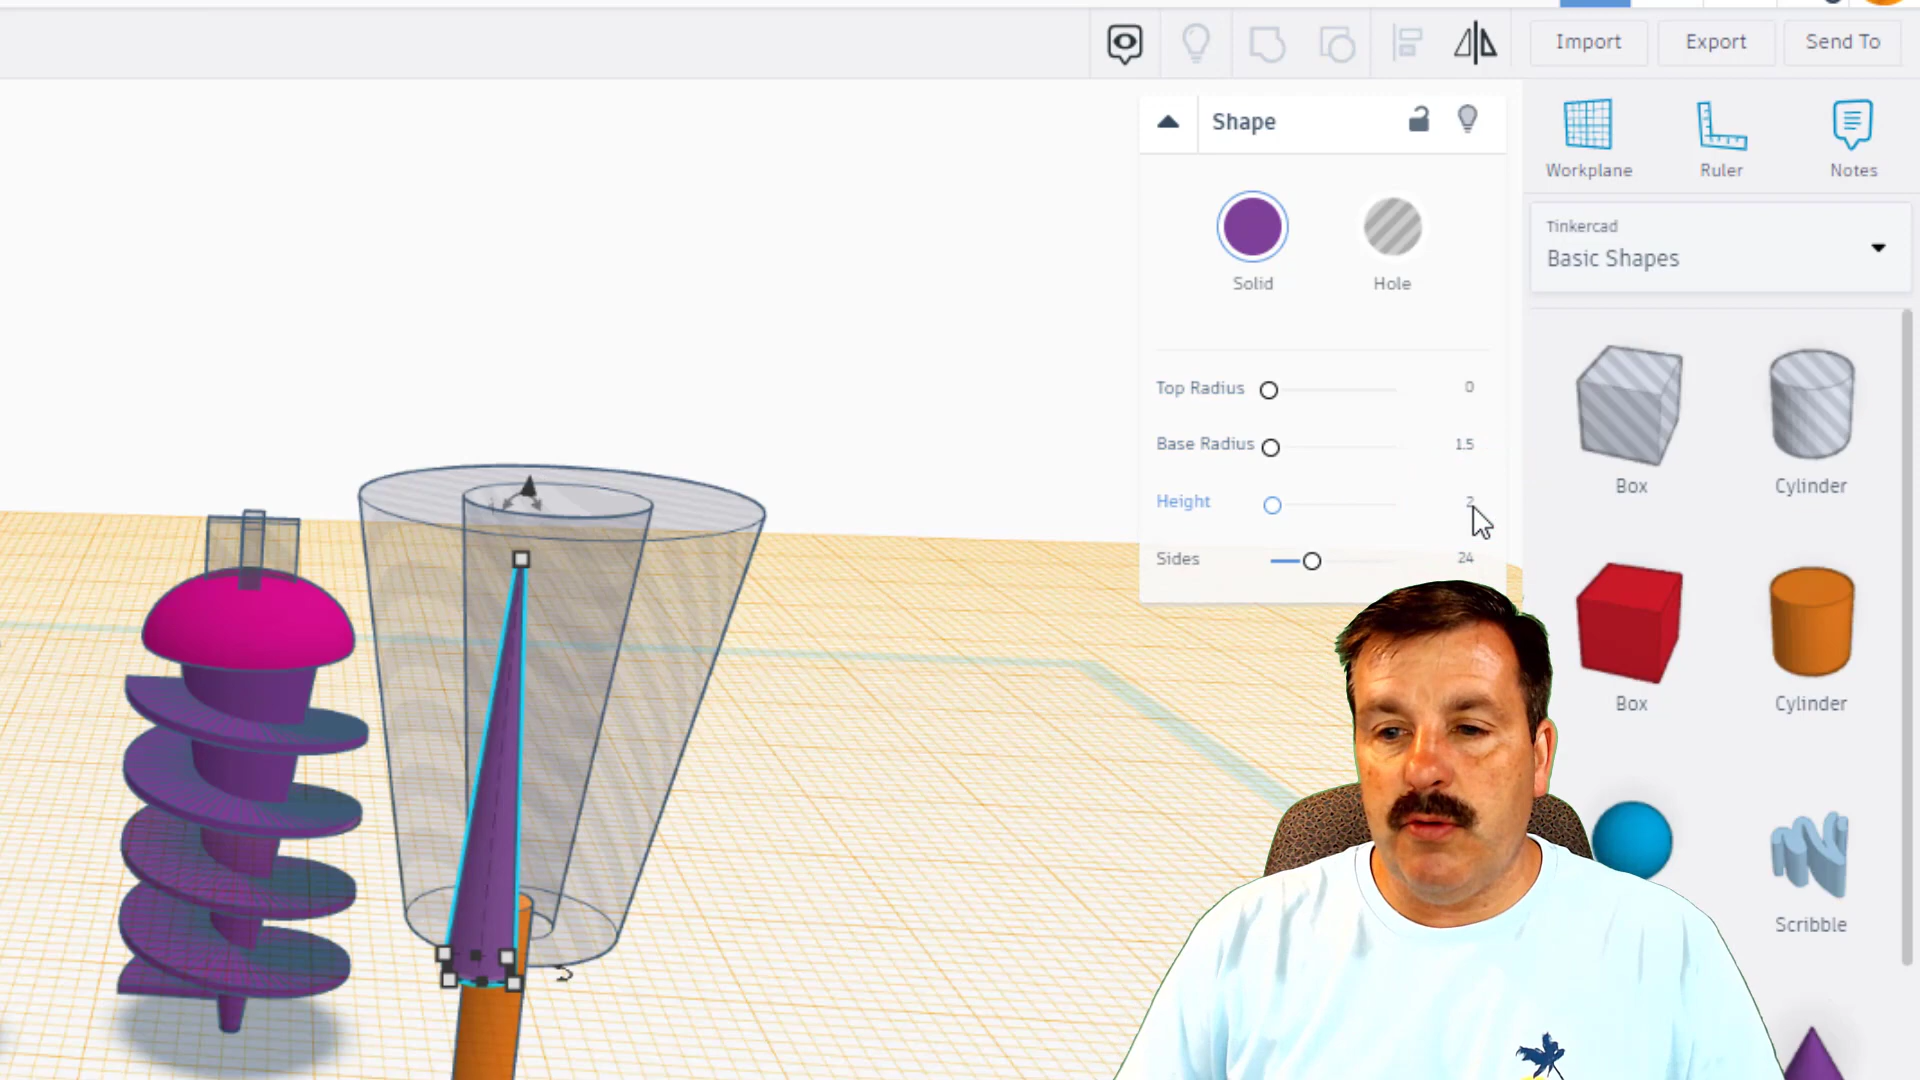 Import
Export
Send To
Shape
Workplane
Ruler
Notes
Solid
Hole
Tinkercad
Basic Shapes
Top Radius
0
Base Radius
1.5
Height
2
Sides
24
Box
Cylinder
Box
Cylinder
Scribble